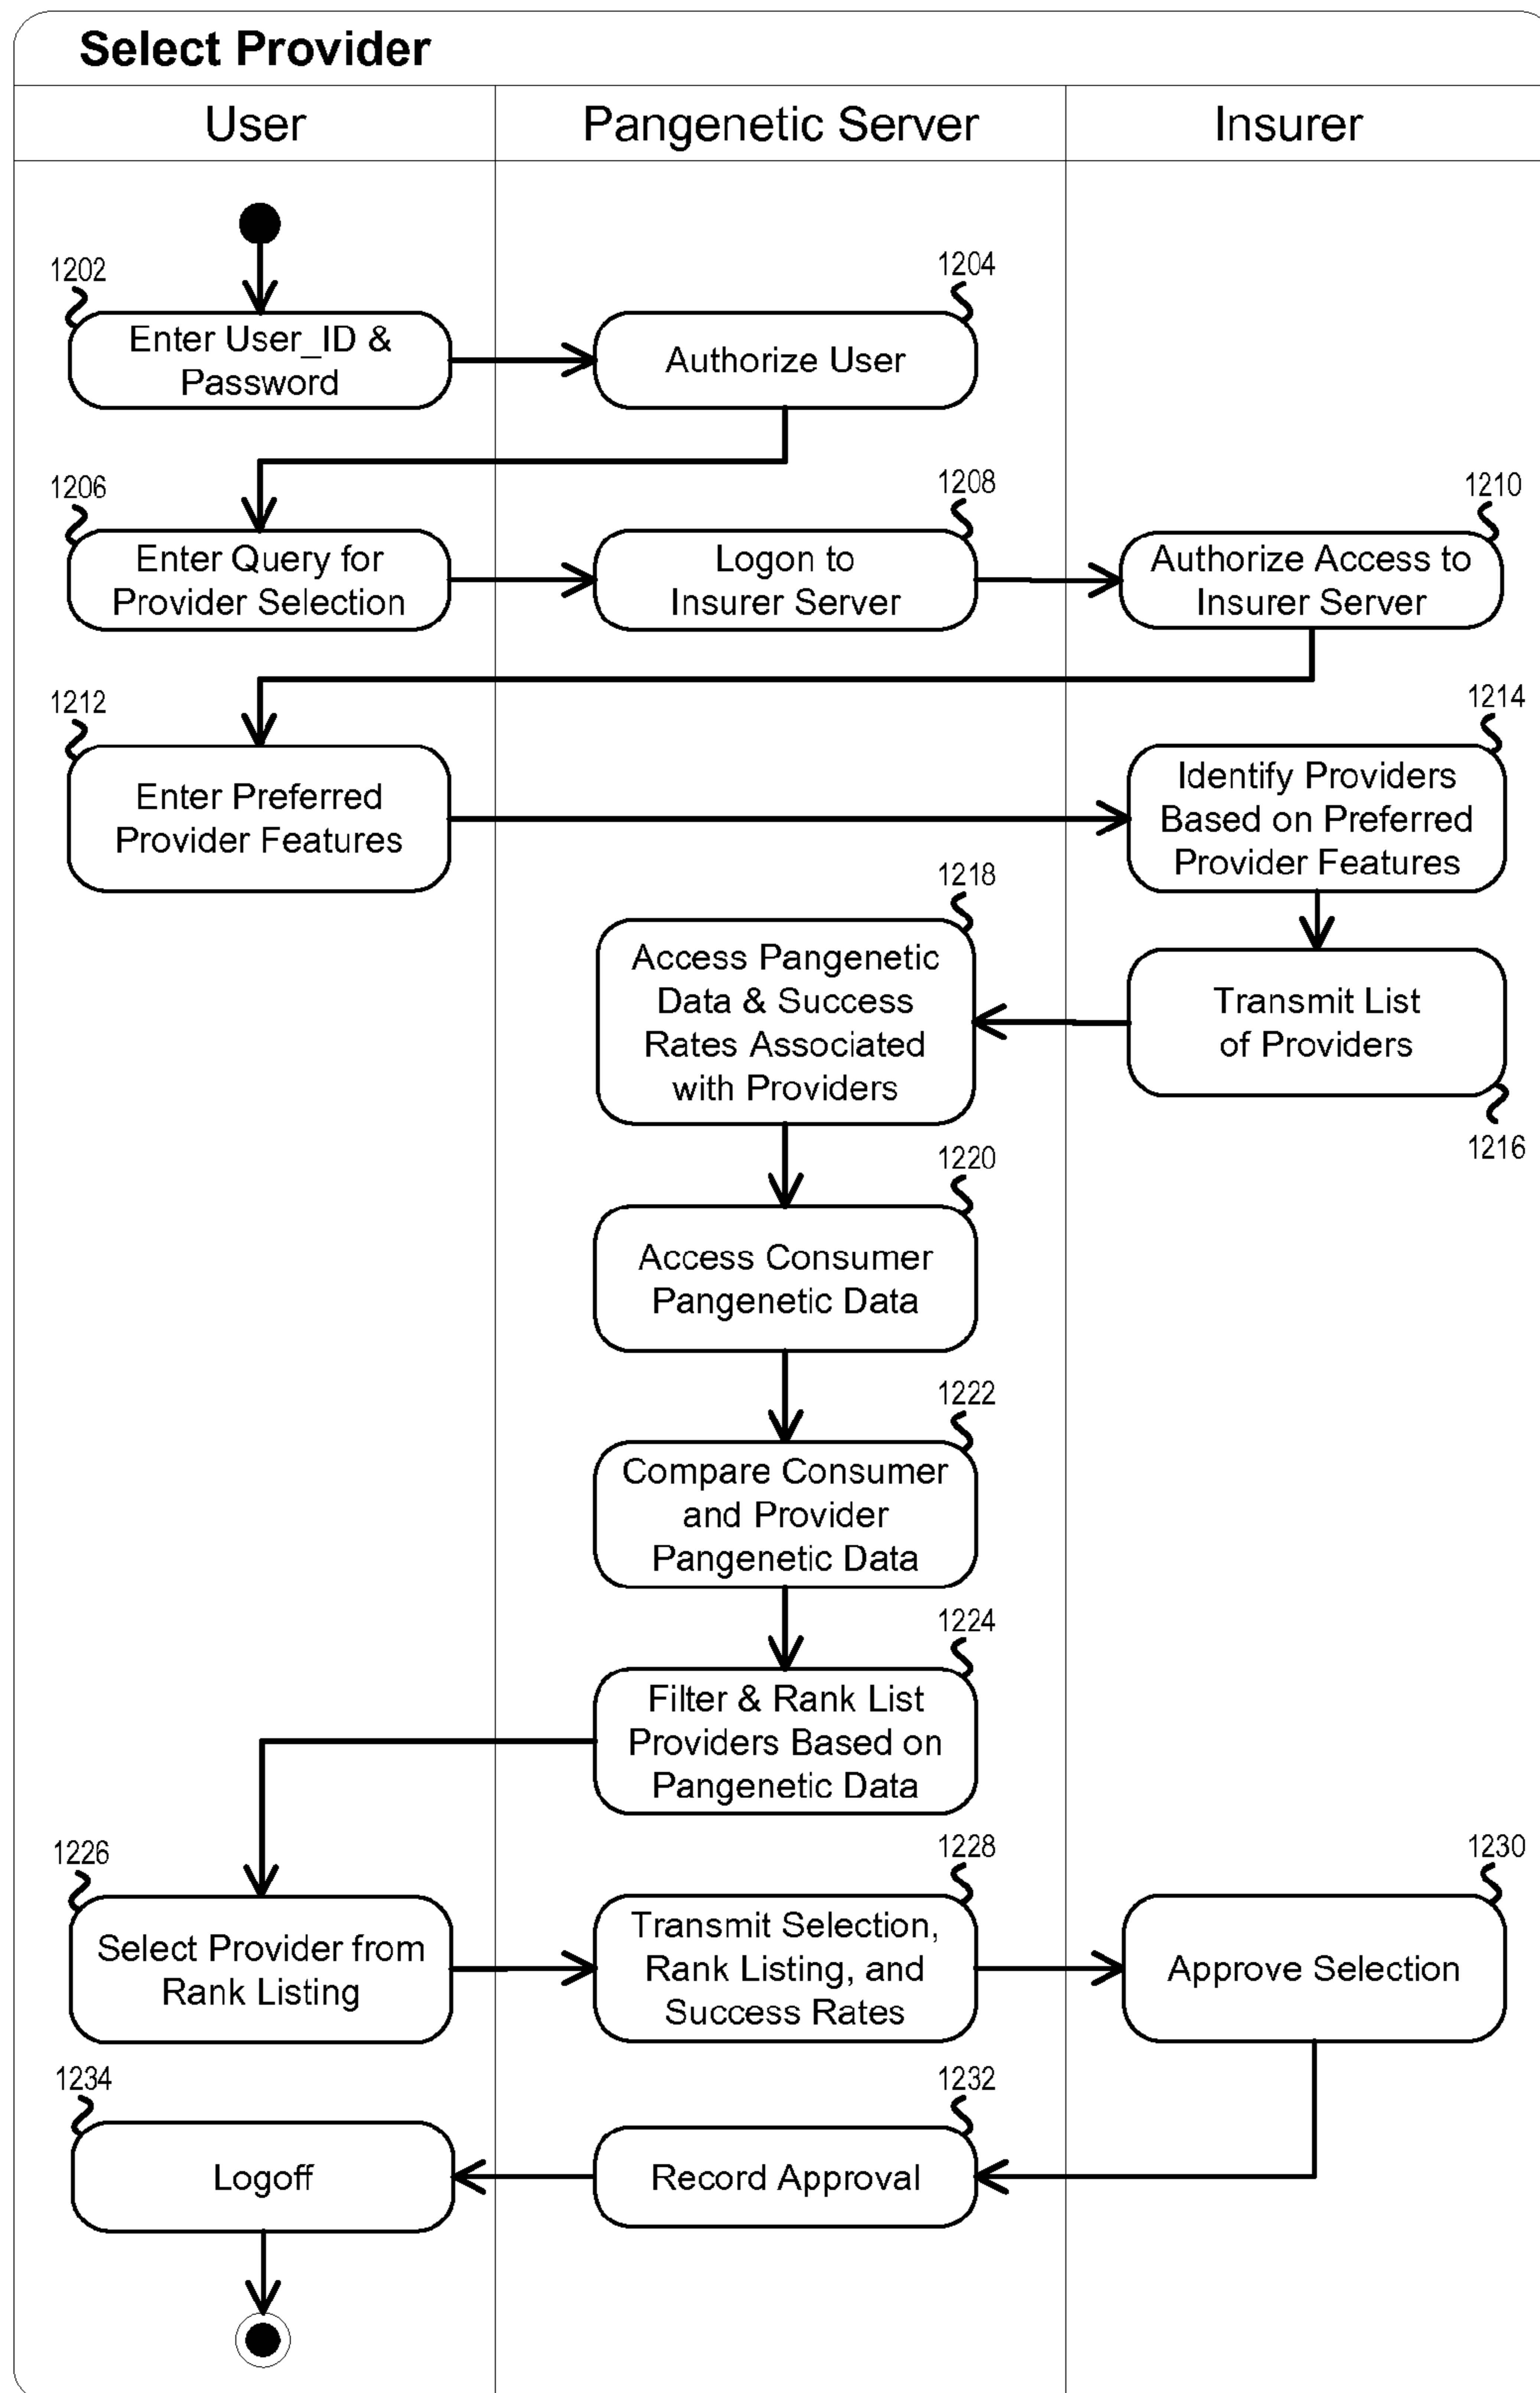 Select Provider
User
Pangenetic Server
Insurer
1202
Enter User_ID &
Password
1204
Authorize User
1206
Enter Query for
Provider Selection
1208
Logon to
Insurer Server
1210
Authorize Access to
Insurer Server
1212
Enter Preferred
Provider Features
1214
Identify Providers
Based on Preferred
Provider Features
Transmit List
of Providers
1216
1218
Access Pangenetic
Data & Success
Rates Associated
with Providers
1220
Access Consumer
Pangenetic Data
1222
Compare Consumer
and Provider
Pangenetic Data
1224
Filter & Rank List
Providers Based on
Pangenetic Data
1226
Select Provider from
Rank Listing
1228
Transmit Selection,
Rank Listing, and
Success Rates
1230
Approve Selection
1232
Record Approval
1234
Logoff